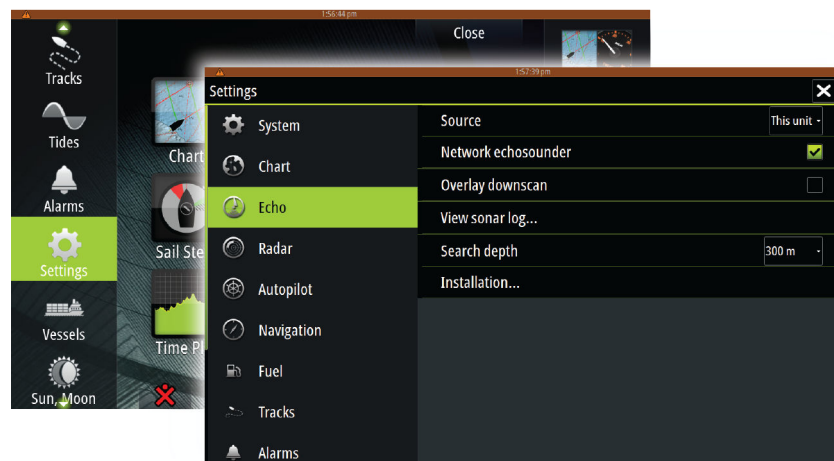 1:56:44 pm
Close
Tracks
Tides
Alarms
Settings
Vessels
Sun, Moon
Chart
Sail Ste
Time Pl
1:57:39 pm
Settings
System
Chart
Echo
Radar
Autopilot
Navigation
Fuel
Tracks
Alarms
Source
This unit
Network echosounder
Overlay downscan
View sonar log...
Search depth
300 m
Installation...